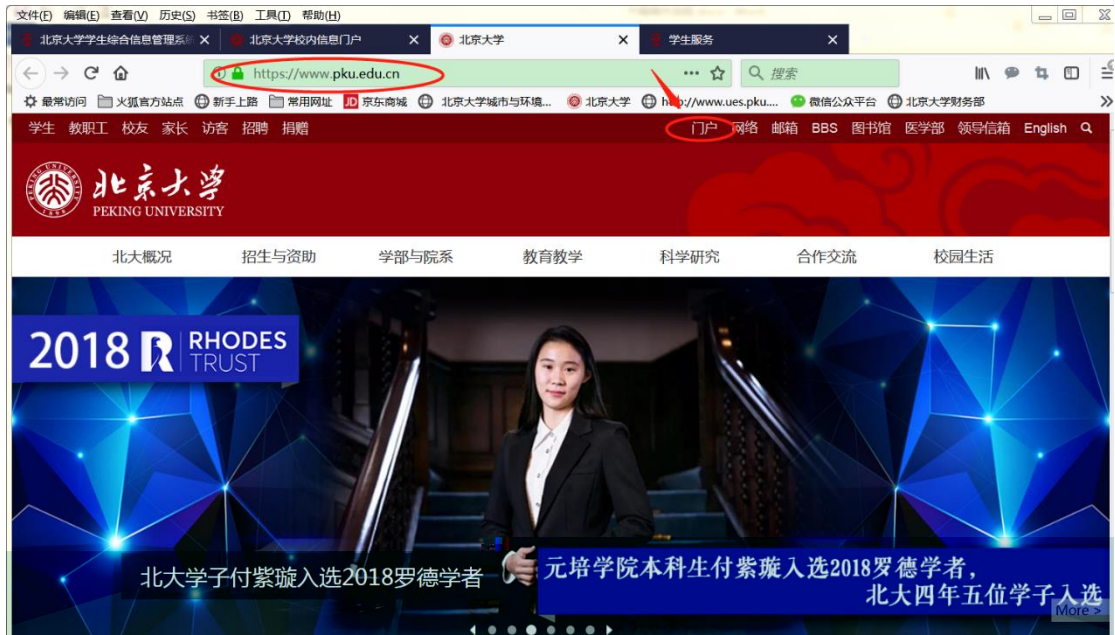 文件(F) 编辑(E) 查看(V) 历史(S) 书签(B) 工具(T) 帮助(H)
北京大学学生综合信息管理系统 北京大学校内信息门户 北京大学 学生服务
https://www.pku.edu.cn 搜索
最常访问 火狐官方站点 新手上路 常用网址 JD 京东商城 北京大学城市与环境... 北京大学 http://www.ues.pku.... 微信公众平台 北京大学财务部
学生 教职工 校友 家长 访客 招聘 捐赠 门户 网络 邮箱 BBS 图书馆 医学部 领导信箱 English
北京大学
PEKING UNIVERSITY
1898
北大概况 招生与资助 学部与院系 教育教学 科学研究 合作交流 校园生活
2018 R RHODES
TRUST
北大学子付紫璇入选2018罗德学者
元培学院本科生付紫璇入选2018罗德学者，
北大四年五位学子入选
More >